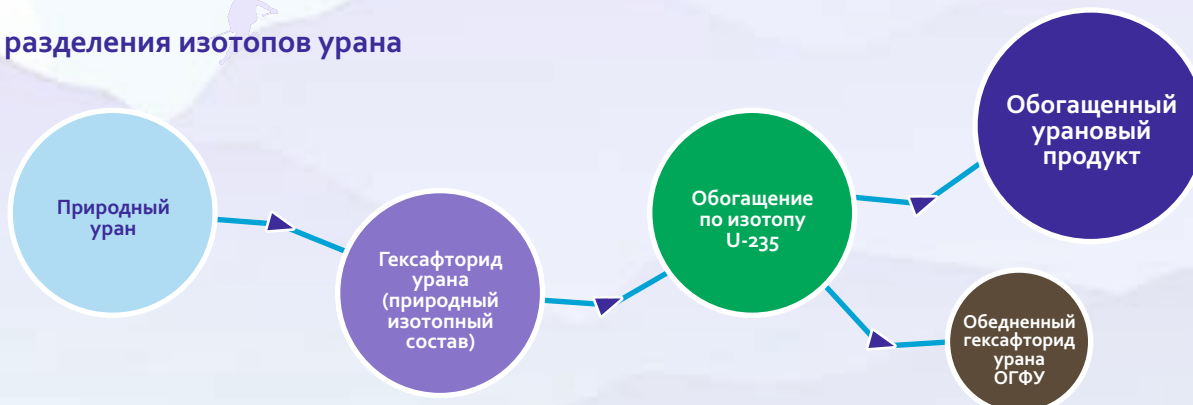 разделения изотопов урана
Природный
уран
Гексафторид
урана
(природный
изотопный
состав)
Обогащение
по изотопу
U-235
Обогащенный
урановый
продукт
Обедненный
гексафторид
урана
ОГФУ